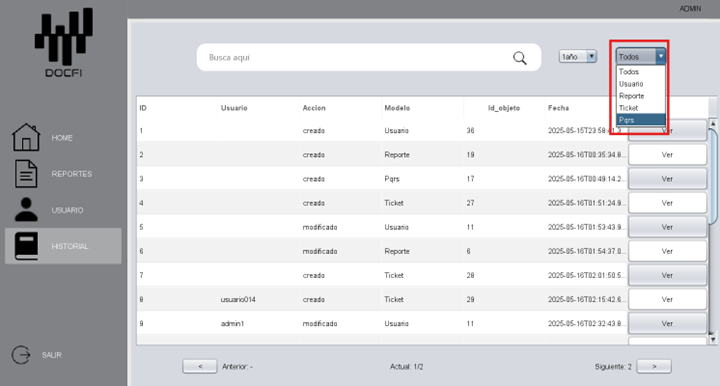 ADMIN
DOCFI
Busca aquí
1año
Todos
Todos
Usuario
Reporte
Ticket
Pqrs
HOME
REPORTES
USUARIO
HISTORIAL
SALIR
ID Usuario Accion Modelo Id_objeto Fecha
1 creado Usuario 36 2025-05-15T23:58:41.3... Ver
2 creado Reporte 19 2025-05-16T00:35:34.8... Ver
3 creado Pqrs 17 2025-05-16T00:49:14.2... Ver
4 creado Ticket 27 2025-05-16T01:51:24.9... Ver
5 modificado Usuario 11 2025-05-16T01:53:43.9... Ver
6 modificado Reporte 6 2025-05-16T01:54:37.0... Ver
7 creado Ticket 28 2025-05-16T02:01:50.5... Ver
8 usuario014 creado Ticket 29 2025-05-16T02:15:42.6... Ver
9 admin1 modificado Usuario 11 2025-05-16T02:32:43.8... Ver
< Anterior: - Actual: 1/2 Siguiente: 2 >